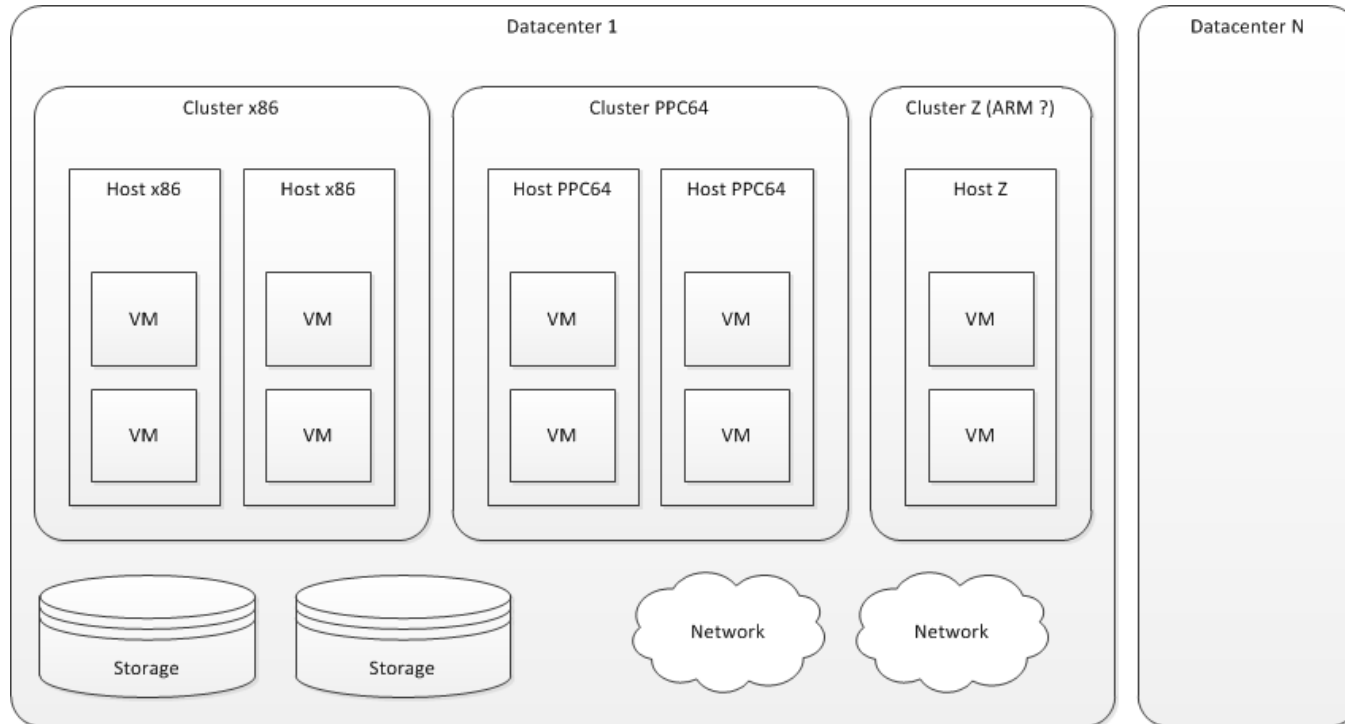 Datacenter 1
Datacenter N
Cluster x86
Cluster PPC64
Cluster Z (ARM ?)
Host x86
Host x86
Host PPC64
Host PPC64
Host Z
VM
VM
VM
VM
VM
VM
VM
VM
VM
VM
Storage
Storage
Network
Network